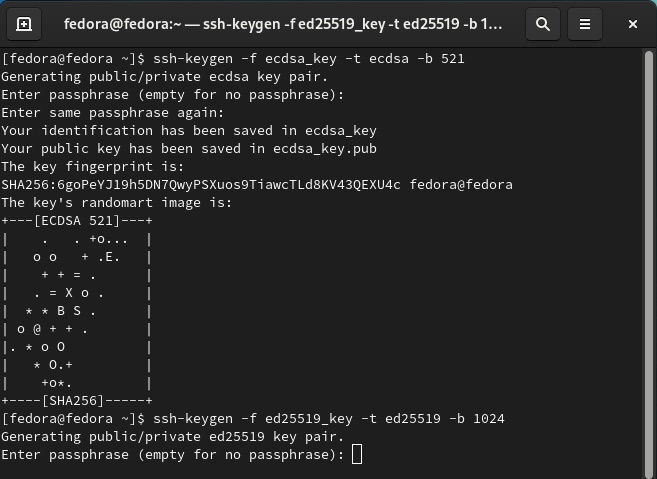 fedora@fedora:~ — ssh-keygen -f ed25519_key -t ed25519 -b 1...
[fedora@fedora ~]$ ssh-keygen -f ecdsa_key -t ecdsa -b 521
Generating public/private ecdsa key pair.
Enter passphrase (empty for no passphrase):
Enter same passphrase again:
Your identification has been saved in ecdsa_key
Your public key has been saved in ecdsa_key.pub
The key fingerprint is:
SHA256:6goPeYJ19h5DN7QwyPSXuos9TiawcTLd8KV43QEXU4c fedora@fedora
The key's randomart image is:
+---[ECDSA 521]---+
|    .   . +o...  |
|   o o   + .E.   |
|    + + = .      |
|   . = X o .     |
|  * * B S .      |
| o @ + + .       |
|. * o O          |
|   * O.+         |
|    +o*.         |
+----[SHA256]-----+
[fedora@fedora ~]$ ssh-keygen -f ed25519_key -t ed25519 -b 1024
Generating public/private ed25519 key pair.
Enter passphrase (empty for no passphrase):